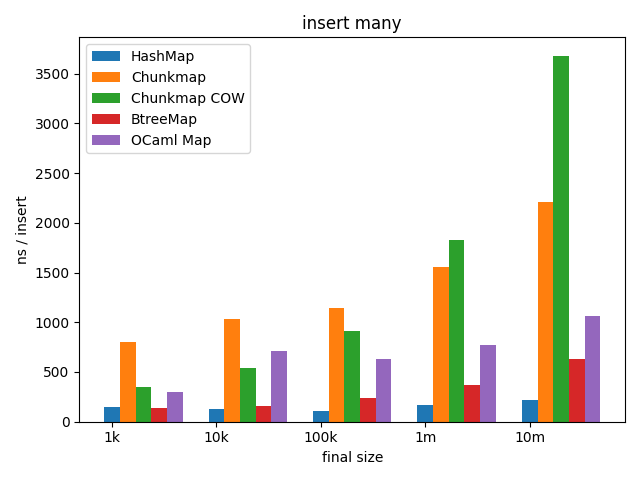 insert many
HashMap
Chunkmap
Chunkmap COW
BtreeMap
OCaml Map
3500
3000
2500
2000
1500
1000
500
0
ns / insert
1k 10k 100k 1m 10m
final size